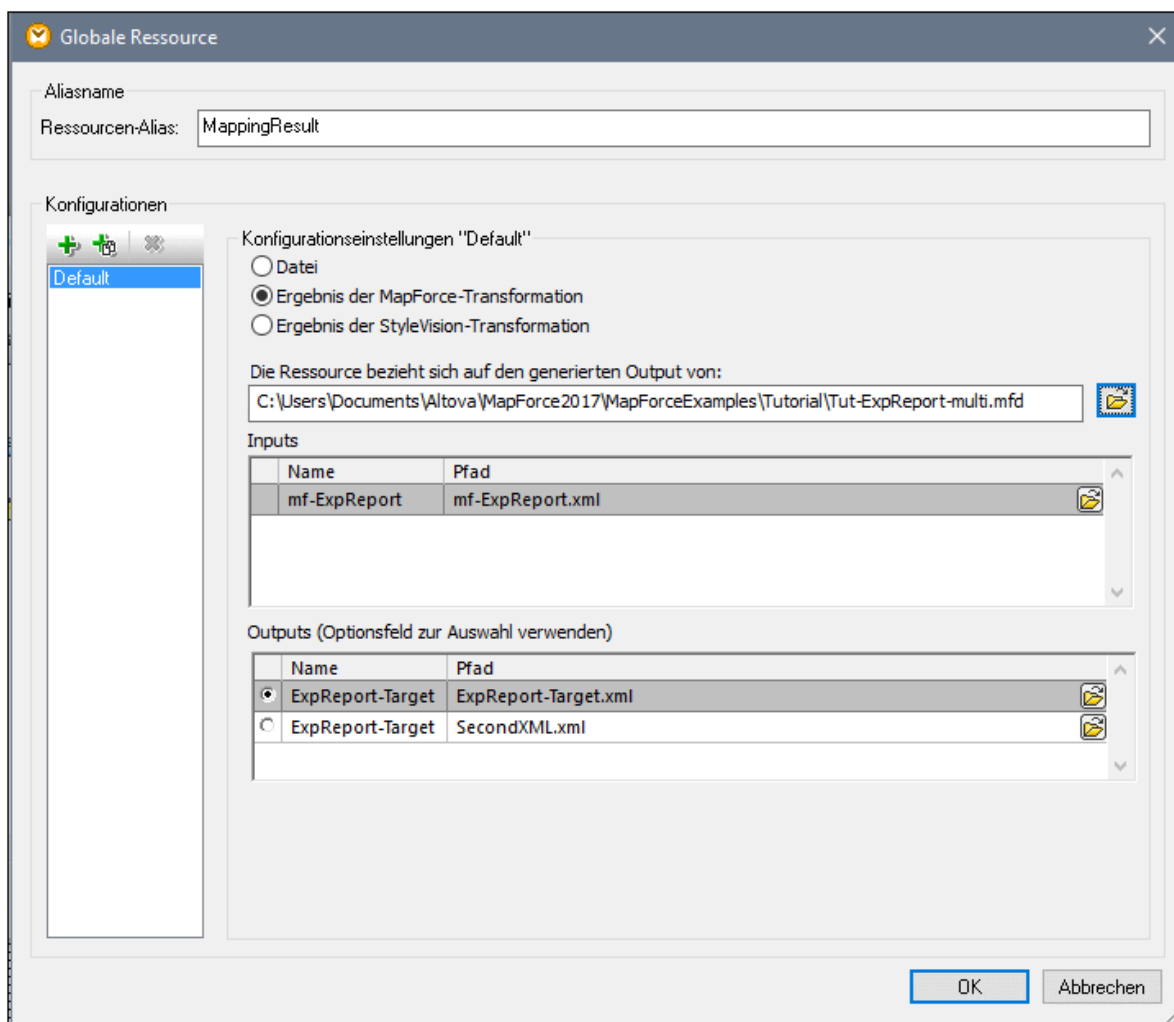 Globale Ressource
Aliasname
Ressourcen-Alias: MappingResult
Konfigurationen
Default
Konfigurationseinstellungen "Default"
Datei
Ergebnis der MapForce-Transformation
Ergebnis der StyleVision-Transformation
Die Ressource bezieht sich auf den generierten Output von:
C:\Users\Documents\Altova\MapForce2017\MapForceExamples\Tutorial\Tut-ExpReport-multi.mfd
Inputs
Name Pfad
mf-ExpReport mf-ExpReport.xml
Outputs (Optionsfeld zur Auswahl verwenden)
Name Pfad
ExpReport-Target ExpReport-Target.xml
ExpReport-Target SecondXML.xml
OK Abbrechen